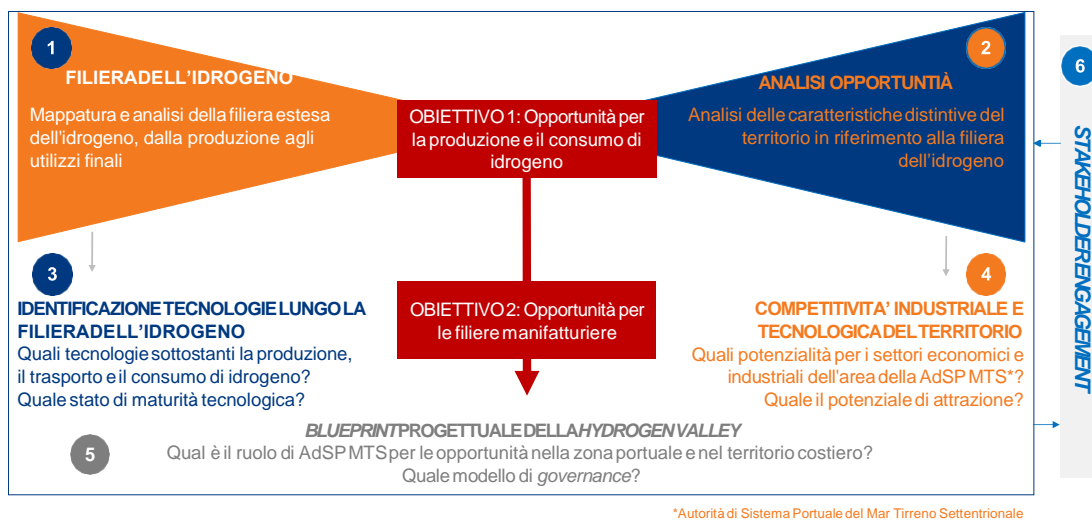 1
FILIERA DELL'IDROGENO
Mappatura e analisi della filiera estesa
dell'idrogeno, dalla produzione agli
utilizzi finali
OBIETTIVO 1: Opportunità per
la produzione e il consumo di
idrogeno
2
ANALISI OPPORTUNTIÀ
Analisi delle caratteristiche distintive del
territorio in riferimento alla filiera
dell'idrogeno
6
STAKEHOLDER ENGAGEMENT
3
IDENTIFICAZIONE TECNOLOGIE LUNGO LA
FILIERA DELL'IDROGENO
Quali tecnologie sottostanti la produzione,
il trasporto e il consumo di idrogeno?
Quale stato di maturità tecnologica?
OBIETTIVO 2: Opportunità per
le filiere manifatturiere
4
COMPETITIVITA' INDUSTRIALE E
TECNOLOGICA DEL TERRITORIO
Quali potenzialità per i settori economici e
industriali dell'area della AdSP MTS*?
Quale il potenziale di attrazione?
5
BLUEPRINT PROGETTUALE DELLA HYDROGEN VALLEY
Qual è il ruolo di AdSP MTS per le opportunità nella zona portuale e nel territorio costiero?
Quale modello di governance?
*Autorità di Sistema Portuale del Mar Tirreno Settentrionale